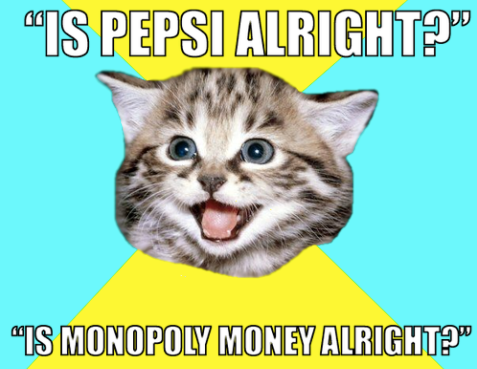 “IS PEPSI ALRIGHT?”
“IS MONOPOLY MONEY ALRIGHT?”